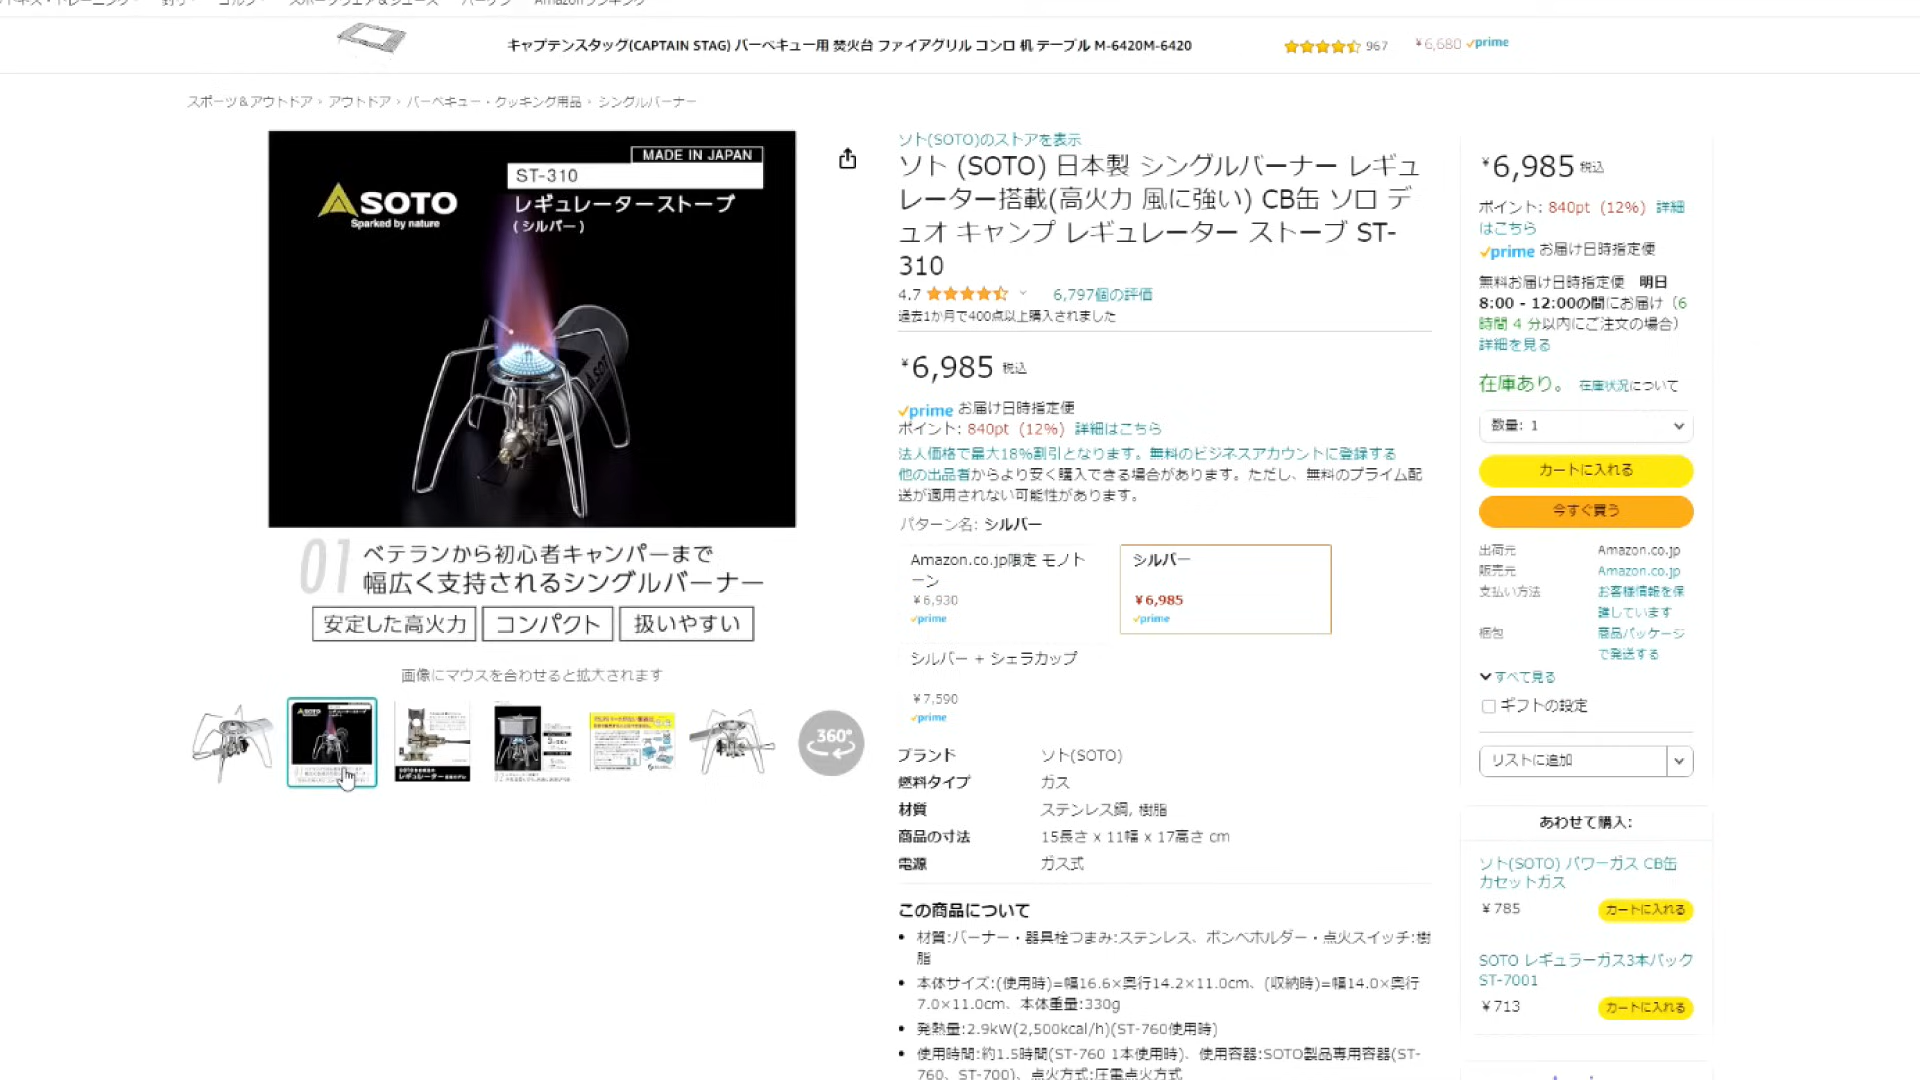 キャプテンスタッグ(CAPTAIN STAG) バーベキュー用 焚火台 ファイアグリル コンロ 机 テーブル M-6420M-6420
967
¥6,680 prime
スポーツ＆アウトドア › アウトドア › バーベキュー・クッキング用品 › シングルバーナー
MADE IN JAPAN
ST-310
レギュレーターストーブ
(シルバー)
SOTO
Sparked by nature
01 ベテランから初心者キャンパーまで
幅広く支持されるシングルバーナー
安定した高火力 コンパクト 扱いやすい
画像にマウスを合わせると拡大されます
360°
ソト(SOTO)のストアを表示
ソト (SOTO) 日本製 シングルバーナー レギュ
レーター搭載(高火力 風に強い) CB缶 ソロ デ
ュオ キャンプ レギュレーター ストーブ ST-
310
4.7 6,797個の評価
過去1か月で400点以上購入されました
¥6,985 税込
prime お届け日時指定便
ポイント: 840pt (12%) 詳細はこちら
法人価格で最大18%割引となります。無料のビジネスアカウントに登録する
他の出品者からより安く購入できる場合があります。ただし、無料のプライム配
送が適用されない可能性があります。
パターン名: シルバー
Amazon.co.jp限定 モノト
ーン
¥6,930
prime
シルバー
¥6,985
prime
シルバー + シェラカップ
¥7,590
prime
ブランド ソト(SOTO)
燃料タイプ ガス
材質 ステンレス鋼, 樹脂
商品の寸法 15長さ x 11幅 x 17高さ cm
電源 ガス式
この商品について
• 材質:バーナー・器具栓つまみ:ステンレス、ボンベホルダー・点火スイッチ:樹
脂
• 本体サイズ:(使用時)=幅16.6×奥行14.2×11.0cm、(収納時)=幅14.0×奥行
7.0×11.0cm、本体重量:330g
• 発熱量:2.9kW(2,500kcal/h)(ST-760使用時)
• 使用時間:約1.5時間(ST-760 1本使用時)、使用容器:SOTO製品専用容器(ST-
760、ST-700)、点火方式:圧電点火方式
¥6,985 税込
ポイント: 840pt (12%) 詳細
はこちら
prime お届け日時指定便
無料お届け日時指定便 明日
8:00 - 12:00の間にお届け（6
時間 4 分以内にご注文の場合）
詳細を見る
在庫あり。 在庫状況について
数量: 1
カートに入れる
今すぐ買う
出荷元 Amazon.co.jp
販売元 Amazon.co.jp
支払い方法 お客様情報を保
護しています
梱包 商品パッケージ
で発送する
すべて見る
ギフトの設定
リストに追加
あわせて購入:
ソト(SOTO) パワーガス CB缶
カセットガス
¥785 カートに入れる
SOTO レギュラーガス3本パック
ST-7001
¥713 カートに入れる